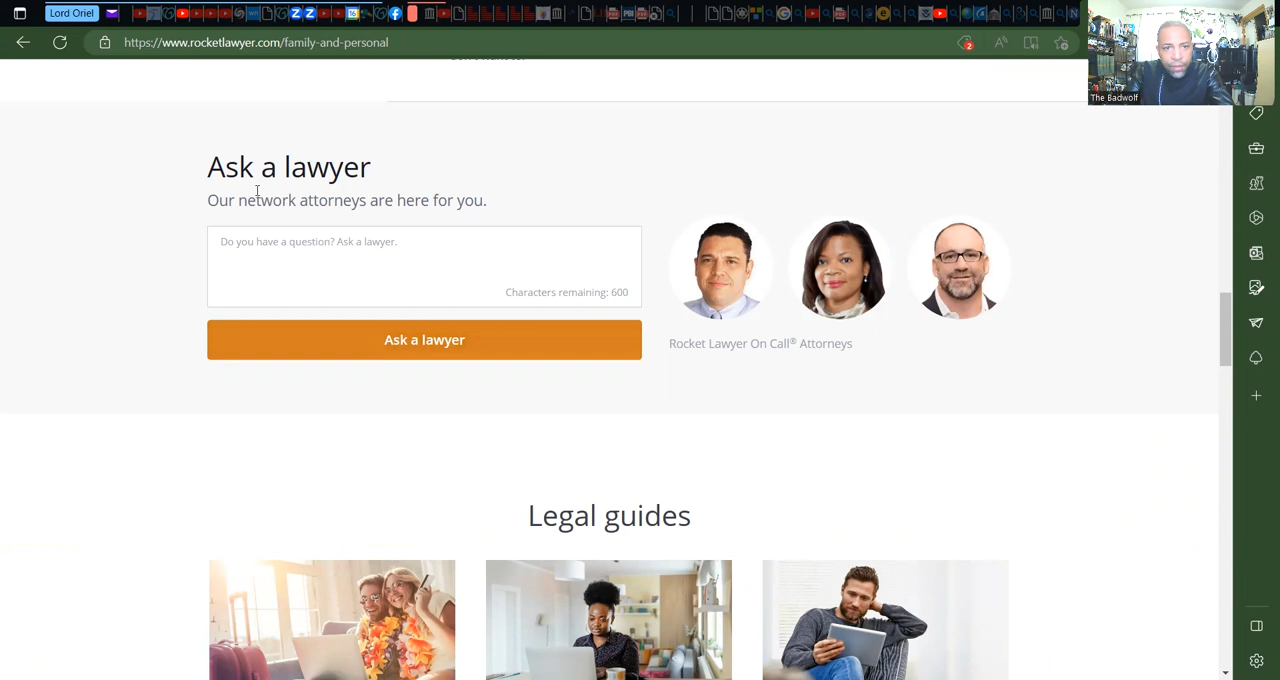 Lord Oriel
https://www.rocketlawyer.com/family-and-personal
2
The Badwolf
Ask a lawyer
Our network attorneys are here for you.
Do you have a question? Ask a lawyer.
Characters remaining: 600
Ask a lawyer
Rocket Lawyer On Call® Attorneys
Legal guides